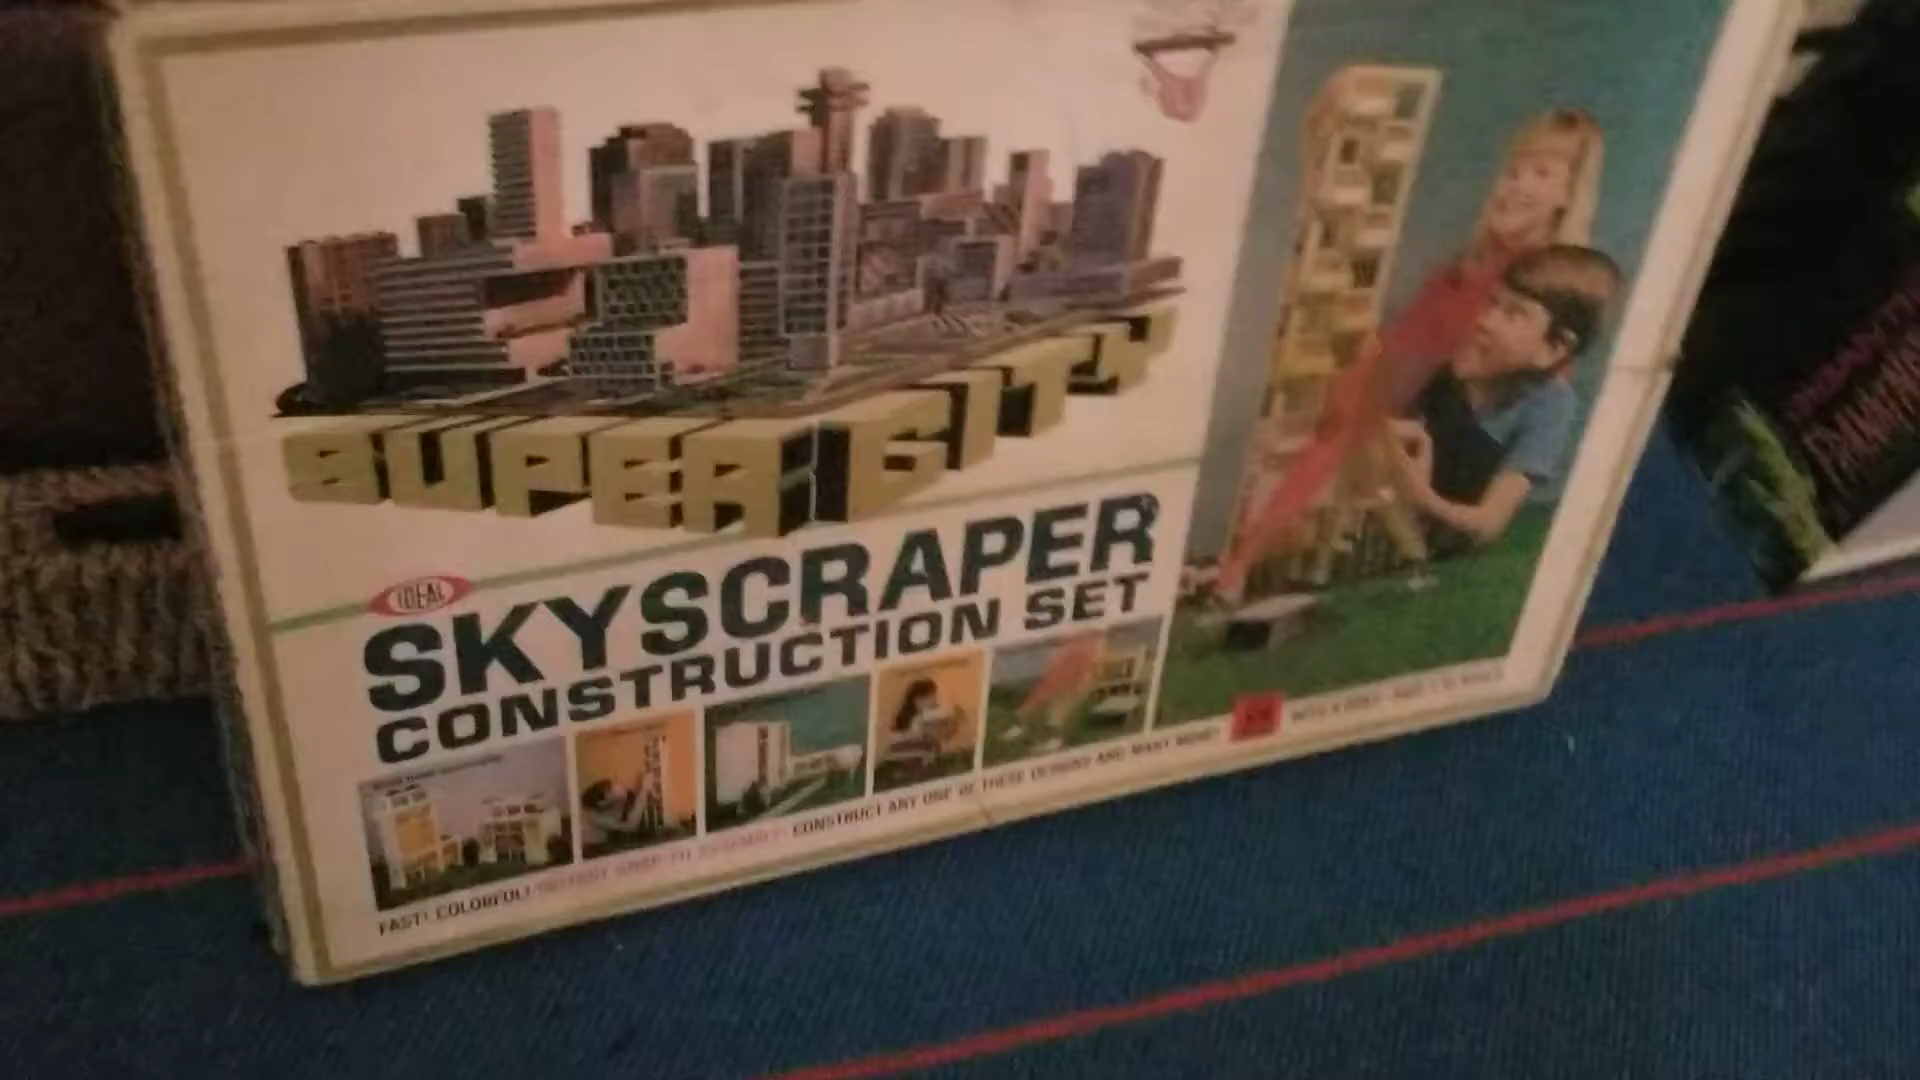 SUPER CITY
IDEAL
SKYSCRAPER
CONSTRUCTION SET
FAST! COLORFUL! CONSTRUCT ANY ONE OF THESE DESIGNS AND MANY MORE!